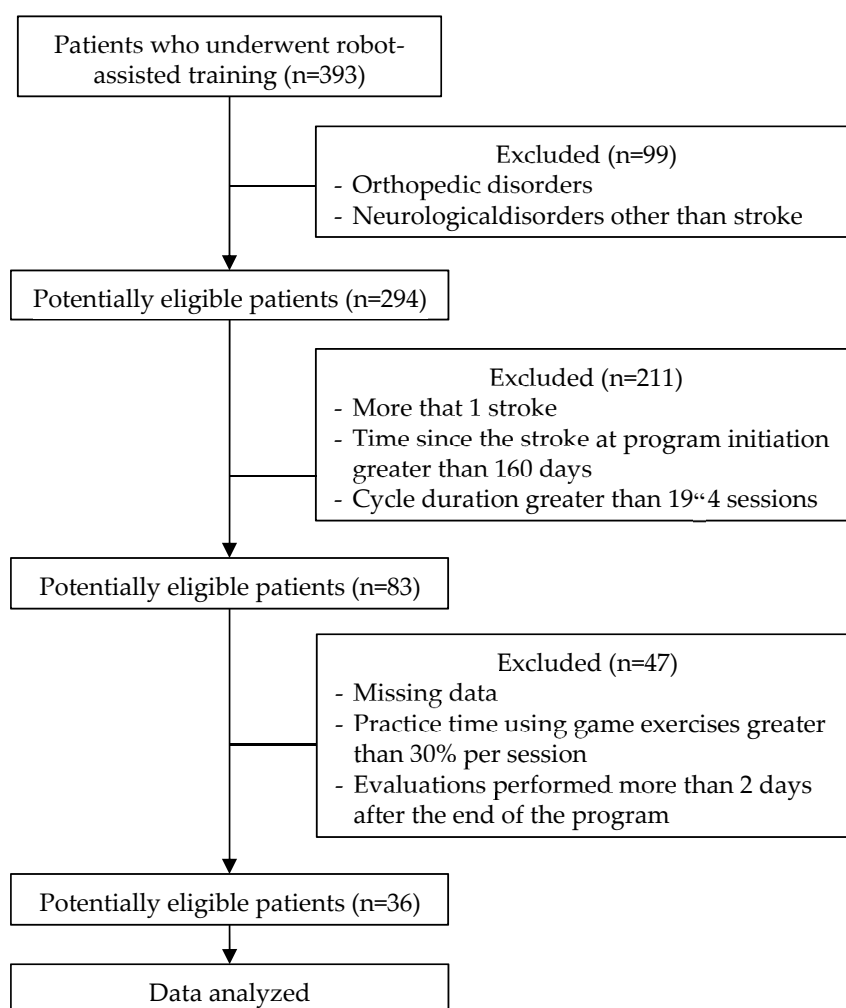 Patients who underwent robot-
assisted training (n=393)
Excluded (n=99)
- Orthopedic disorders
- Neurologicaldisorders other than stroke
Potentially eligible patients (n=294)
Excluded (n=211)
- More that 1 stroke
- Time since the stroke at program initiation
greater than 160 days
- Cycle duration greater than 19“4 sessions
Potentially eligible patients (n=83)
Excluded (n=47)
- Missing data
- Practice time using game exercises greater
than 30% per session
- Evaluations performed more than 2 days
after the end of the program
Potentially eligible patients (n=36)
Data analyzed